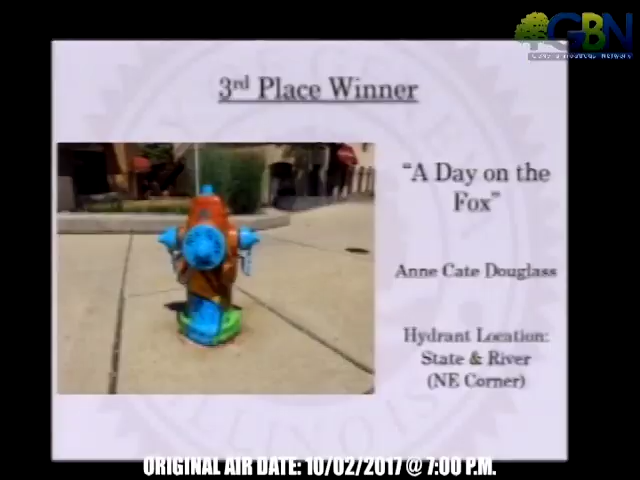 GBN
3rd Place Winner
"A Day on the
Fox"
Anne Cate Douglass
Hydrant Location:
State & River
(NE Corner)
ILLINOIS
ORIGINAL AIR DATE: 10/02/2017 @ 7:00 P.M.